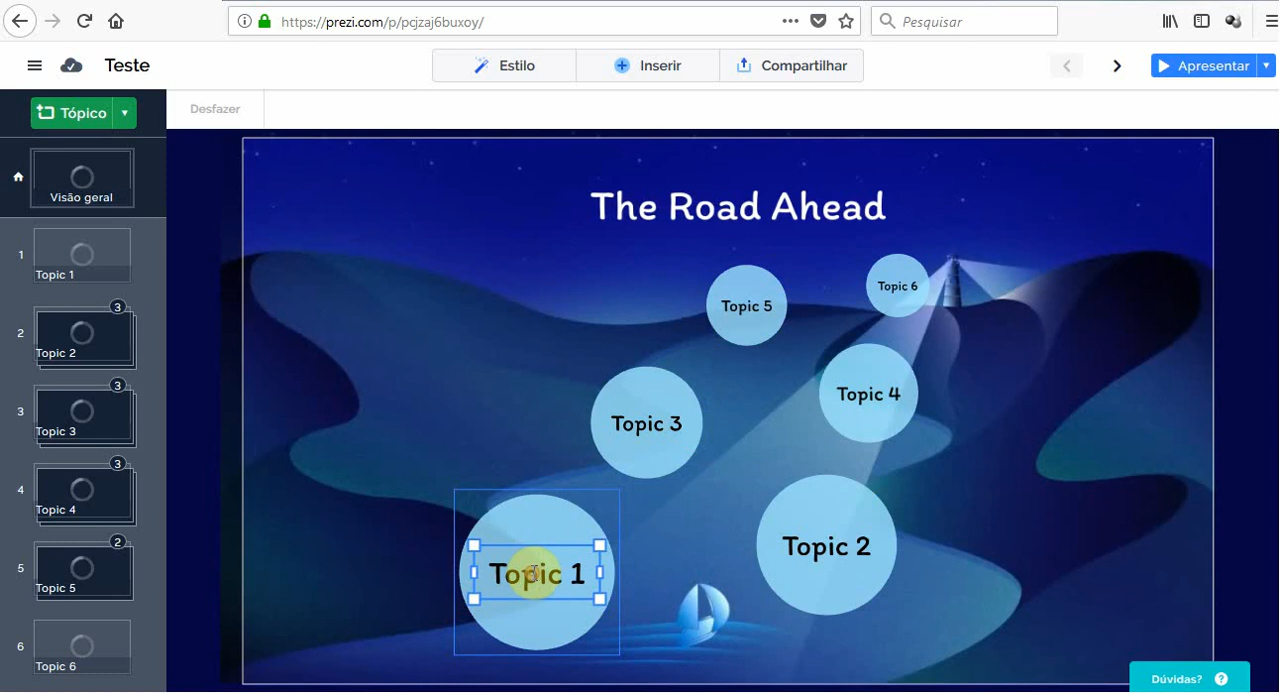 https://prezi.com/p/pcjzaj6buxoy/
Pesquisar
Teste
Estilo
Inserir
Compartilhar
Apresentar
Tópico
Desfazer
Visão geral
1
Topic 1
3
2
Topic 2
3
3
Topic 3
3
4
Topic 4
2
5
Topic 5
6
Topic 6
The Road Ahead
Topic 6
Topic 5
Topic 4
Topic 3
Topic 2
Topic 1
Dúvidas? ?